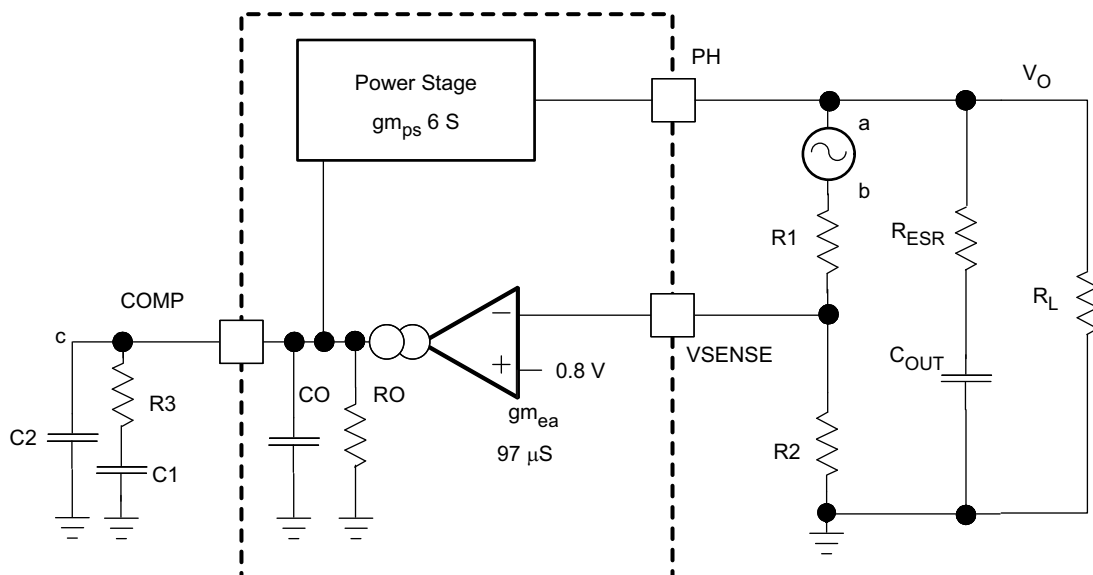 PH
Power Stage
gm_ps 6 S
V_O
a
b
R1
R_ESR
R_L
COMP
VSENSE
c
R3
C2
C1
CO
RO
−
+
0.8 V
gm_ea
97 µS
C_OUT
R2